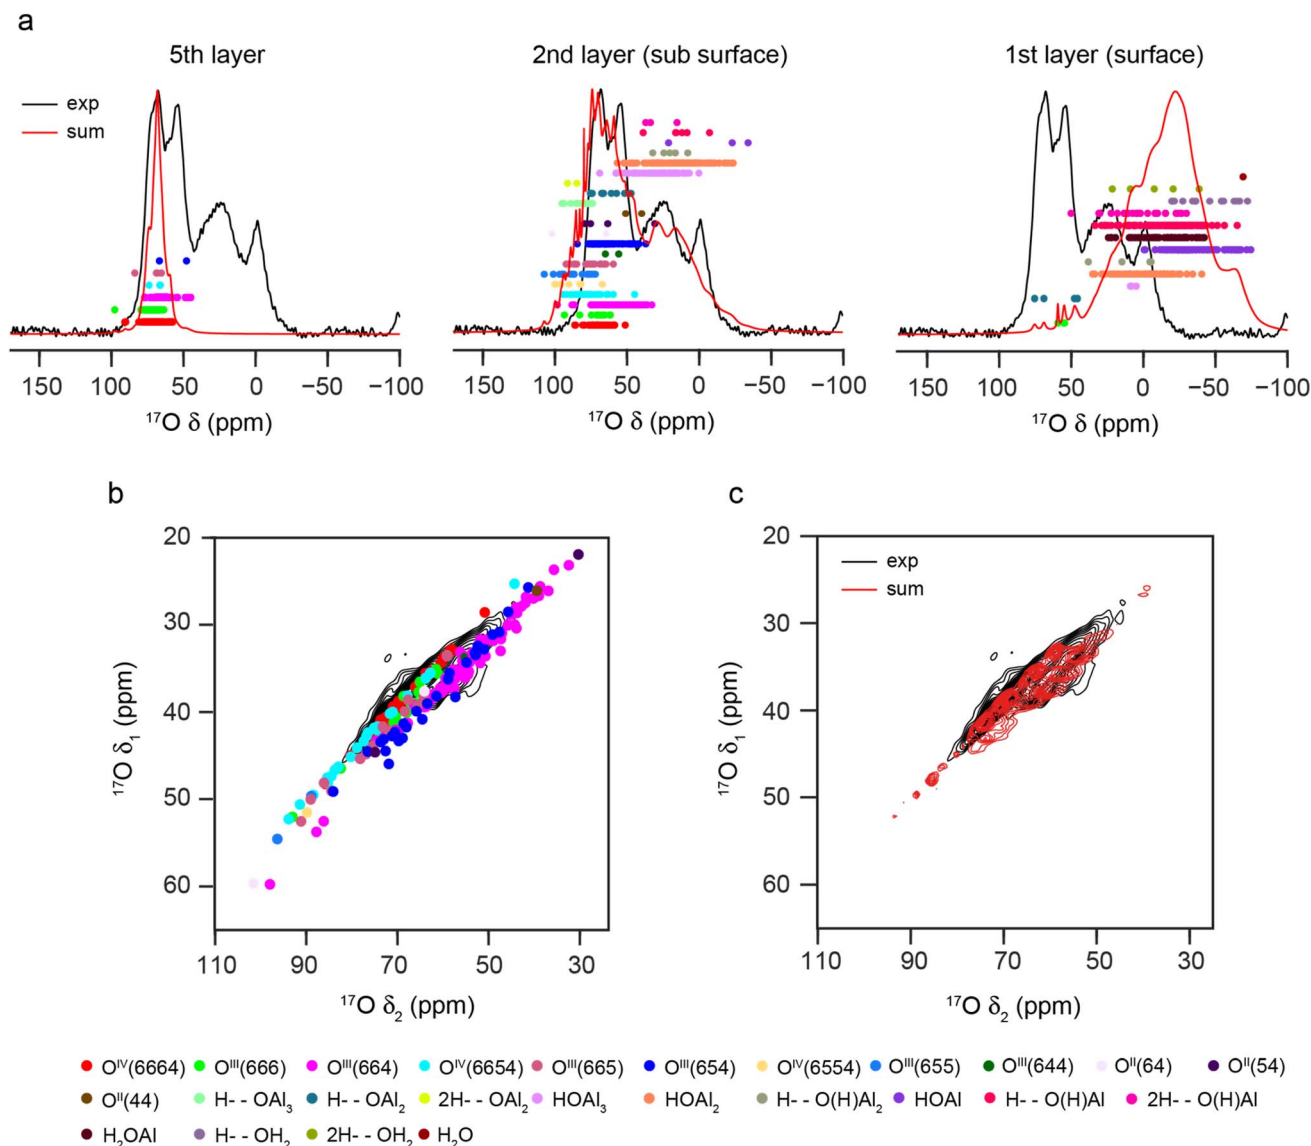 a
5th layer
2nd layer (sub surface)
1st layer (surface)
exp
sum
150 100 50 0 −50 −100
150 100 50 0 −50 −100
150 100 50 0 −50 −100
¹⁷O δ (ppm)
¹⁷O δ (ppm)
¹⁷O δ (ppm)
b
20
30
40
50
60
¹⁷O δ₁ (ppm)
110 90 70 50 30
¹⁷O δ₂ (ppm)
c
exp
sum
20
30
40
50
60
¹⁷O δ₁ (ppm)
110 90 70 50 30
¹⁷O δ₂ (ppm)
Oᴵⱽ(6664) Oᴵᴵᴵ(666) Oᴵᴵᴵ(664) Oᴵⱽ(6654) Oᴵᴵᴵ(665) Oᴵᴵᴵ(654) Oᴵⱽ(6554) Oᴵᴵᴵ(655) Oᴵᴵᴵ(644) Oᴵᴵ(64) Oᴵᴵ(54)
Oᴵᴵ(44) H- - OAl₃ H- - OAl₂ 2H- - OAl₂ HOAl₃ HOAl₂ H- - O(H)Al₂ HOAl H- - O(H)Al 2H- - O(H)Al
H₂OAl H- - OH₂ 2H- - OH₂ H₂O